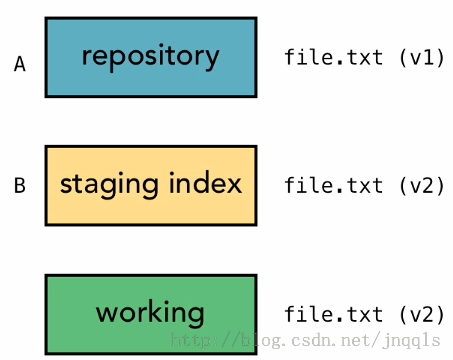 A repository file.txt (v1)
B staging index file.txt (v2)
working file.txt (v2)
http://blog.csdn.net/jnqqls